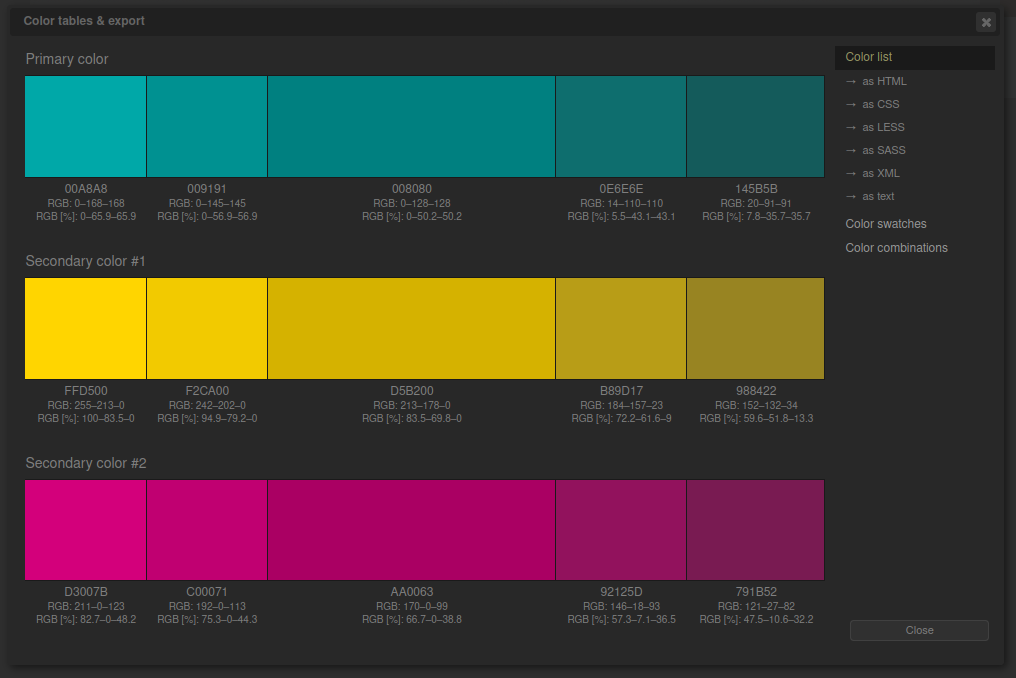 Color tables & export
Primary color
00A8A8
RGB: 0–168–168
RGB [%]: 0–65.9–65.9
009191
RGB: 0–145–145
RGB [%]: 0–56.9–56.9
008080
RGB: 0–128–128
RGB [%]: 0–50.2–50.2
0E6E6E
RGB: 14–110–110
RGB [%]: 5.5–43.1–43.1
145B5B
RGB: 20–91–91
RGB [%]: 7.8–35.7–35.7
Secondary color #1
FFD500
RGB: 255–213–0
RGB [%]: 100–83.5–0
F2CA00
RGB: 242–202–0
RGB [%]: 94.9–79.2–0
D5B200
RGB: 213–178–0
RGB [%]: 83.5–69.8–0
B89D17
RGB: 184–157–23
RGB [%]: 72.2–61.6–9
988422
RGB: 152–132–34
RGB [%]: 59.6–51.8–13.3
Secondary color #2
D3007B
RGB: 211–0–123
RGB [%]: 82.7–0–48.2
C00071
RGB: 192–0–113
RGB [%]: 75.3–0–44.3
AA0063
RGB: 170–0–99
RGB [%]: 66.7–0–38.8
92125D
RGB: 146–18–93
RGB [%]: 57.3–7.1–36.5
791B52
RGB: 121–27–82
RGB [%]: 47.5–10.6–32.2
Color list
→ as HTML
→ as CSS
→ as LESS
→ as SASS
→ as XML
→ as text
Color swatches
Color combinations
Close